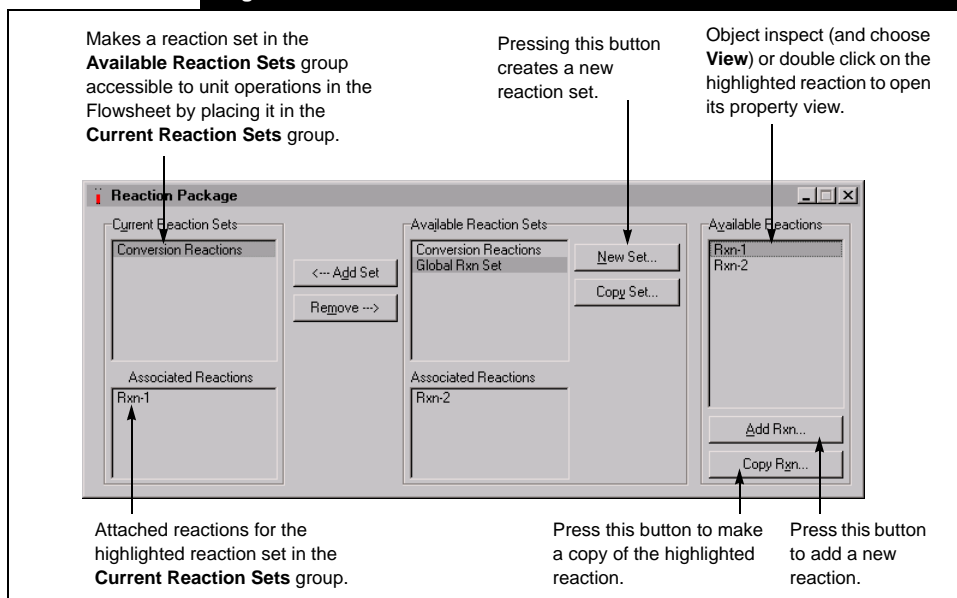 Makes a reaction set in the
Available Reaction Sets group
accessible to unit operations in the
Flowsheet by placing it in the
Current Reaction Sets group.
Pressing this button
creates a new
reaction set.
Object inspect (and choose
View) or double click on the
highlighted reaction to open
its property view.
Reaction Package
Current Reaction Sets
Conversion Reactions
<--- Add Set
Remove --->
Associated Reactions
Rxn-1
Available Reaction Sets
Conversion Reactions
Global Rxn Set
New Set...
Copy Set...
Associated Reactions
Rxn-2
Available Reactions
Rxn-1
Rxn-2
Add Rxn...
Copy Rxn...
Attached reactions for the
highlighted reaction set in the
Current Reaction Sets group.
Press this button to make
a copy of the highlighted
reaction.
Press this button
to add a new
reaction.